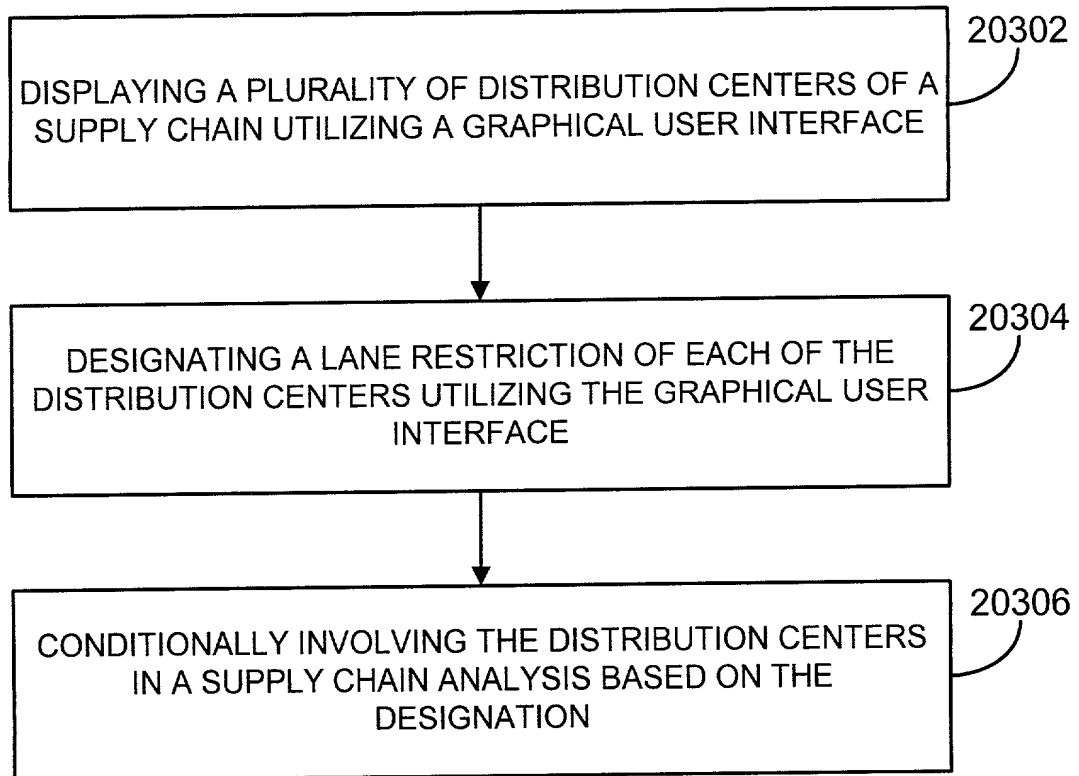 20302
DISPLAYING A PLURALITY OF DISTRIBUTION CENTERS OF A
SUPPLY CHAIN UTILIZING A GRAPHICAL USER INTERFACE
20304
DESIGNATING A LANE RESTRICTION OF EACH OF THE
DISTRIBUTION CENTERS UTILIZING THE GRAPHICAL USER
INTERFACE
20306
CONDITIONALLY INVOLVING THE DISTRIBUTION CENTERS
IN A SUPPLY CHAIN ANALYSIS BASED ON THE
DESIGNATION